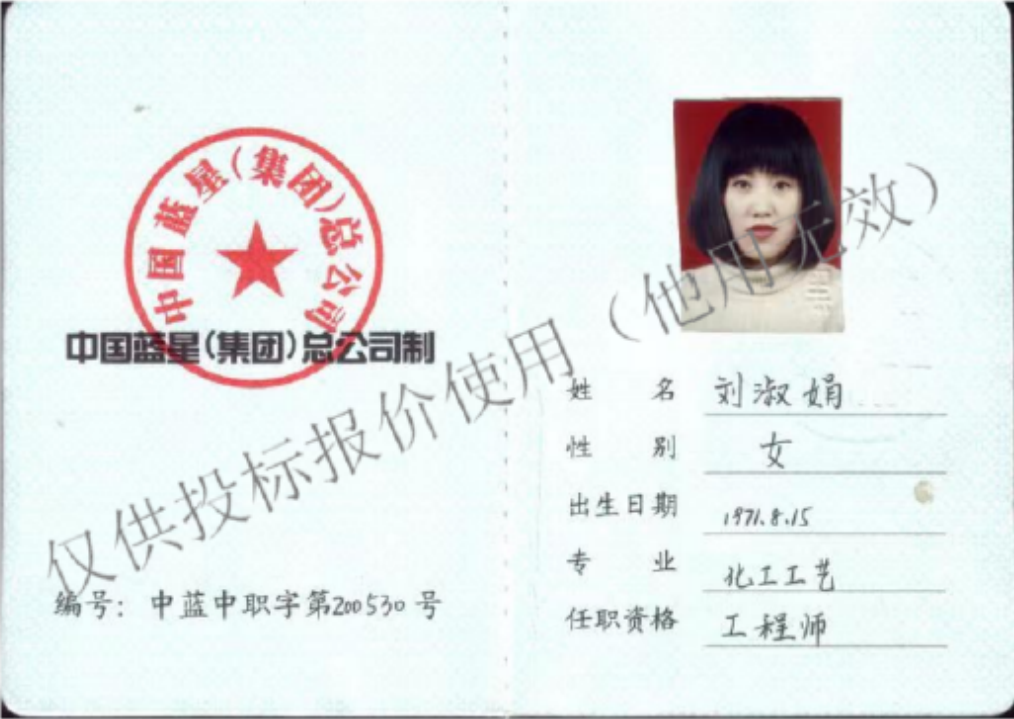 中国蓝星(集团)总公司
中国蓝星(集团)总公司制
编号：中蓝中职字第200530号
姓名 刘淑娟
性别 女
出生日期 1971.8.15
专业 化工工艺
任职资格 工程师
仅供投标报价使用（他用无效）